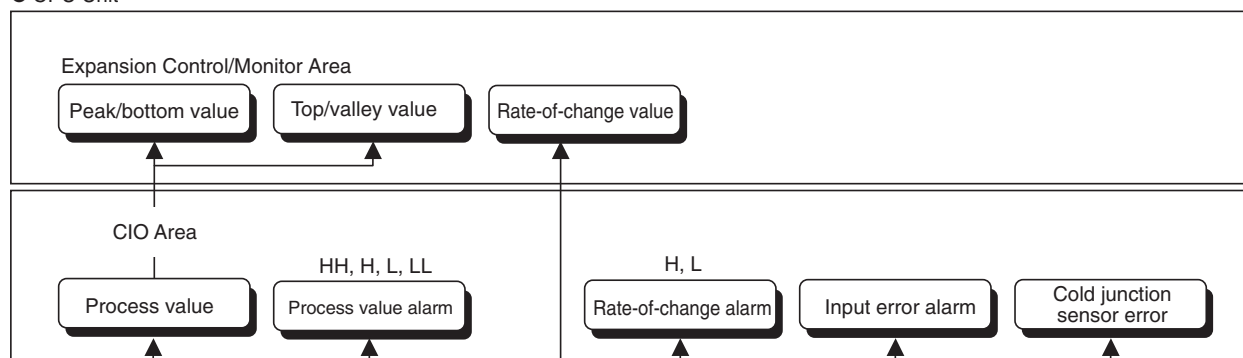 Expansion Control/Monitor Area
Peak/bottom value
Top/valley value
Rate-of-change value
CIO Area
HH, H, L, LL
H, L
Process value
Process value alarm
Rate-of-change alarm
Input error alarm
Cold junction
sensor error